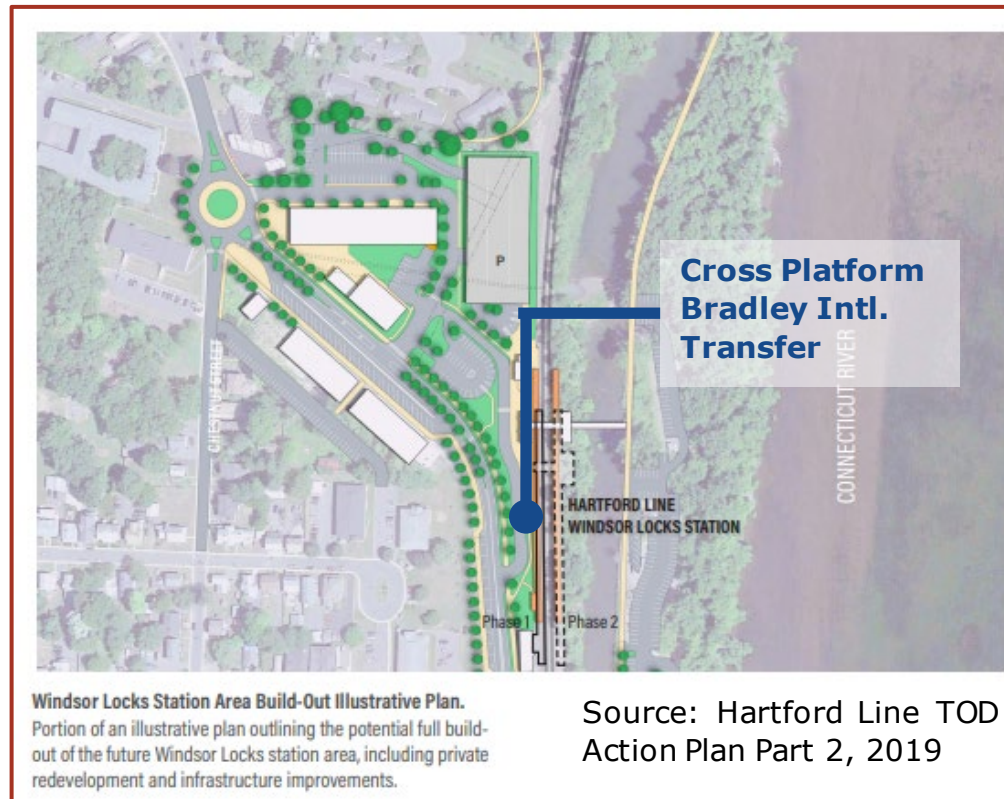 P
Cross Platform
Bradley Intl.
Transfer
CHESTNUT STREET
CONNECTICUT RIVER
HARTFORD LINE
WINDSOR LOCKS STATION
Phase 1
Phase 2
Windsor Locks Station Area Build-Out Illustrative Plan.
Portion of an illustrative plan outlining the potential full build-
out of the future Windsor Locks station area, including private
redevelopment and infrastructure improvements.
Source: Hartford Line TOD
Action Plan Part 2, 2019